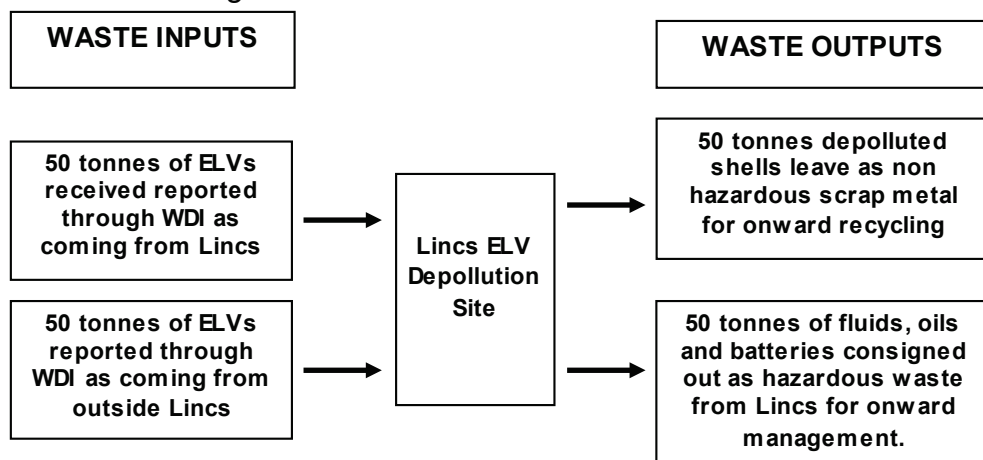 WASTE INPUTS
WASTE OUTPUTS
50 tonnes of ELVs
received reported
through WDI as
coming from Lincs
50 tonnes of ELVs
reported through
WDI as coming from
outside Lincs
Lincs ELV
Depollution
Site
50 tonnes depolluted
shells leave as non
hazardous scrap metal
for onward recycling
50 tonnes of fluids, oils
and batteries consigned
out as hazardous waste
from Lincs for onward
management.